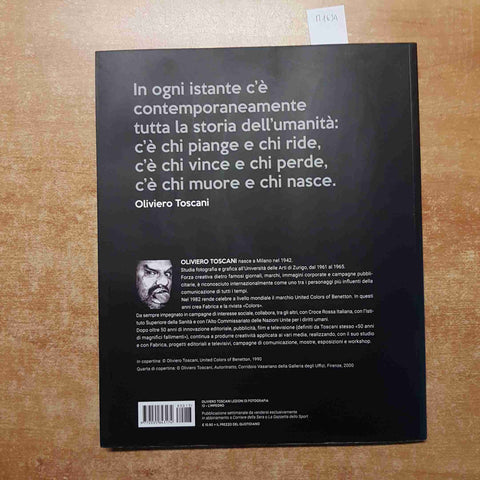 In ogni istante c'è
contemporaneamente
tutta la storia dell'umanità:
c'è chi piange e chi ride,
c'è chi vince e chi perde,
c'è chi muore e chi nasce.
Oliviero Toscani
OLIVIERO TOSCANI nasce a Milano nel 1942.
Studia fotografia e grafica all'Università delle Arti di Zurigo, dal 1961 al 1965.
Forza creativa dietro famosi giornali, marchi, immagini corporate e campagne pubbli-
citarie, è riconosciuto internazionalmente come uno tra i personaggi più influenti della
comunicazione di tutti i tempi.
Nel 1982 rende celebre a livello mondiale il marchio United Colors of Benetton. In questi
anni crea Fabrica e la rivista «Colors».
Da sempre impegnato in campagne di interesse sociale, collabora, tra gli altri, con Croce Rossa Italiana, con l'Isti-
tuto Superiore della Sanità e con l'Alto Commissariato delle Nazioni Unite per i diritti umani.
Dopo oltre 50 anni di innovazione editoriale, pubblicità, film e televisione (definiti da Toscani stesso «50 anni
di magnifici fallimenti»), continua a produrre creatività applicata ai vari media, realizzando, con il suo studio
e con Fabrica, progetti editoriali e televisivi, campagne di comunicazione, mostre, esposizioni e workshop.
In copertina: © Oliviero Toscani, United Colors of Benetton, 1990
Quarta di copertina: © Oliviero Toscani, Autoritratto, Corridoio Vasariano della Galleria degli Uffizi, Firenze, 2000
OLIVIERO TOSCANI LEZIONI DI FOTOGRAFIA
12 - L'IMPEGNO
Pubblicazione settimanale da vendersi esclusivamente
in abbinamento a Corriere della Sera o La Gazzetta dello Sport